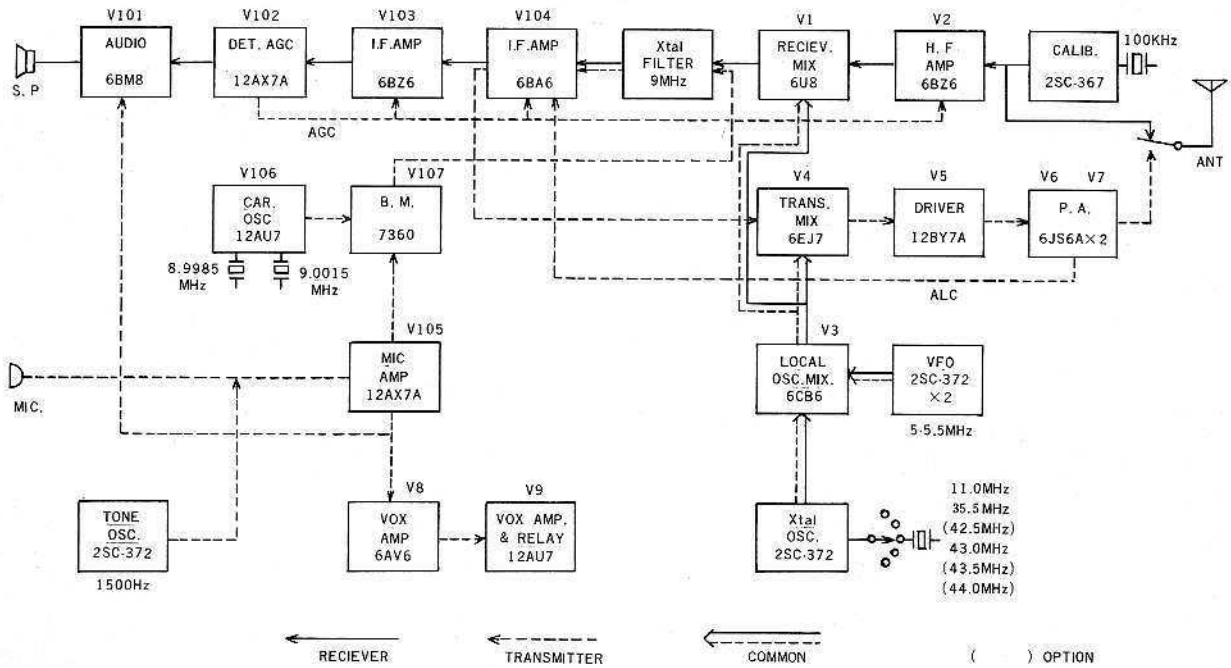 V101
V102
V103
V104
V1
V2
AUDIO
6BM8
DET. AGC
12AX7A
I.F.AMP
6BZ6
I.F.AMP
6BA6
Xtal
FILTER
9MHz
RECIEV.
MIX
6U8
H. F
AMP
6BZ6
CALIB.
2SC-367
100KHz
S. P
AGC
ANT
V106
V107
V4
V5
V6 V7
CAR.
OSC
12AU7
B. M.
7360
TRANS.
MIX
6EJ7
DRIVER
12BY7A
P. A.
6JS6A×2
8.9985
MHz
9.0015
MHz
ALC
V105
V3
MIC
AMP
12AX7A
LOCAL
OSC.MIX.
6CB6
VFO
2SC-372
×2
MIC.
5-5.5MHz
V8
V9
TONE
OSC.
2SC-372
1500Hz
VOX
AMP
6AV6
VOX AMP.
& RELAY
12AU7
Xtal
OSC.
2SC-372
11.0MHz
35.5MHz
(42.5MHz)
43.0MHz
(43.5MHz)
(44.0MHz)
RECIEVER
TRANSMITTER
COMMON
( ) OPTION